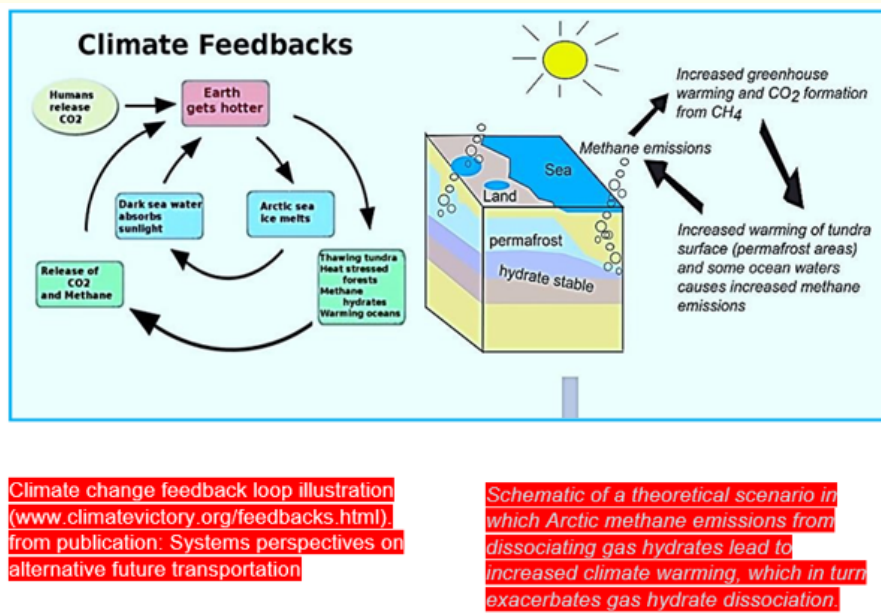 Climate Feedbacks
Humans
release
CO2
Earth
gets hotter
Dark sea water
absorbs
sunlight
Arctic sea
ice melts
Release of
CO2
and Methane
Thawing tundra
Heat stressed
forests
Methane
hydrates
Warming oceans
Sea
Land
permafrost
hydrate stable
Methane emissions
Increased greenhouse
warming and CO2 formation
from CH4
Increased warming of tundra
surface (permafrost areas)
and some ocean waters
causes increased methane
emissions
Climate change feedback loop illustration
(www.climatevictory.org/feedbacks.html).
from publication: Systems perspectives on
alternative future transportation
Schematic of a theoretical scenario in
which Arctic methane emissions from
dissociating gas hydrates lead to
increased climate warming, which in turn
exacerbates gas hydrate dissociation.